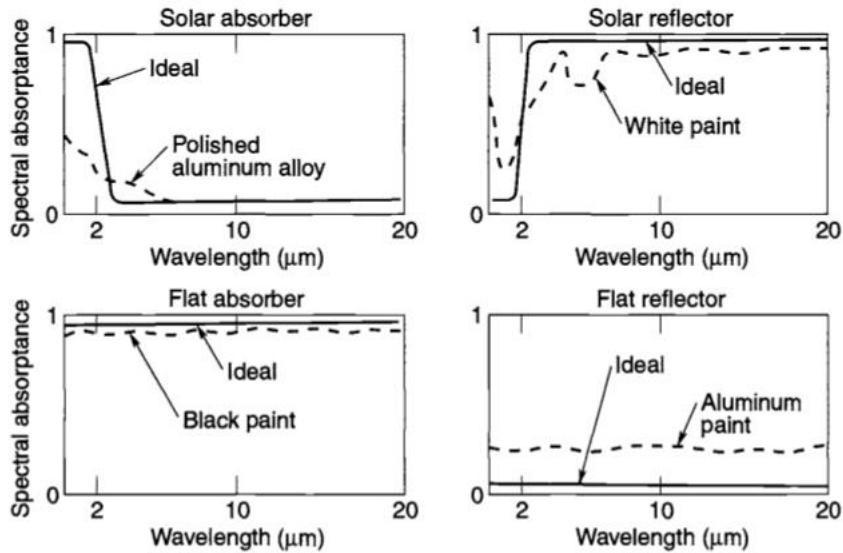 Solar absorber
Spectral absorptance
1
0
Ideal
Polished
aluminum alloy
2
10
20
Wavelength (μm)
Solar reflector
1
0
Ideal
White paint
2
10
20
Wavelength (μm)
Flat absorber
Spectral absorptance
1
0
Ideal
Black paint
2
10
20
Wavelength (μm)
Flat reflector
1
0
Ideal
Aluminum
paint
2
10
20
Wavelength (μm)